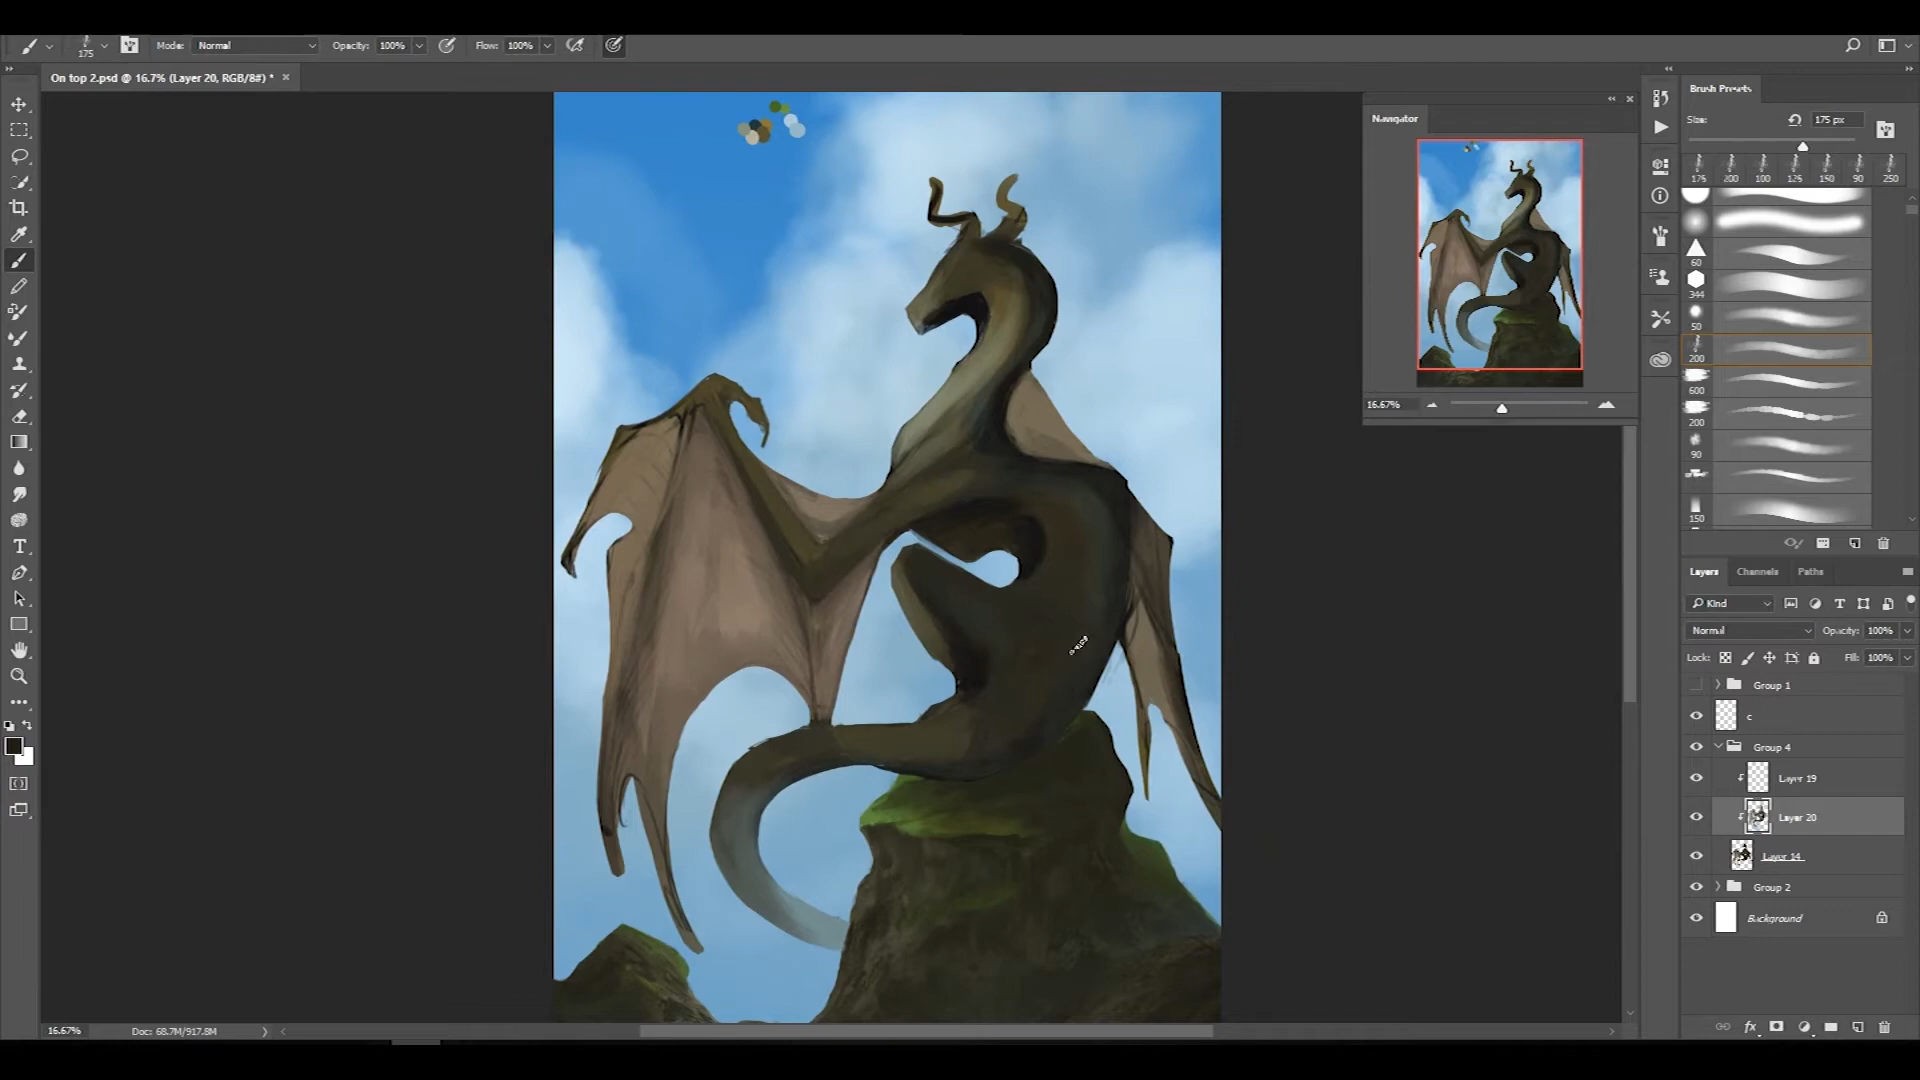 175 Mode: Normal Opacity: 100% Flow: 100%
On top 2.psd @ 16.7% (Layer 20, RGB/8#) * ×
Navigator
16.67%
Brush Presets
Size: 175 px
175 200 100 125 150 90 250
60
344
50
200
600
200
90
150
Layers Channels Paths
Kind
Normal Opacity: 100%
Lock: Fill: 100%
Group 1
c
Group 4
Layer 19
Layer 20
Layer 14
Group 2
Background
fx
16.67% Doc: 68.7M/917.8M